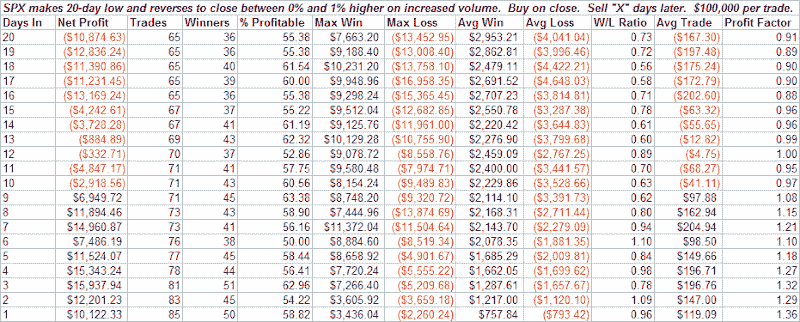 SPX makes 20-day low and reverses to close between 0% and 1% higher on increased volume. Buy on close. Sell "X" days later. $100,000 per trade.
Days In Net Profit Trades Winners % Profitable Max Win Max Loss Avg Win Avg Loss W/L Ratio Avg Trade Profit Factor
20 ($10,874.63) 65 36 55.38 $7,663.20 ($13,452.95) $2,953.21 ($4,041.04) 0.73 ($167.30) 0.91
19 ($12,836.24) 65 36 55.38 $9,188.40 ($13,008.40) $2,862.81 ($3,996.46) 0.72 ($197.48) 0.89
18 ($11,390.86) 65 40 61.54 $10,231.20 ($13,758.10) $2,479.11 ($4,422.21) 0.56 ($175.24) 0.90
17 ($11,231.45) 65 39 60.00 $9,948.96 ($16,958.35) $2,691.52 ($4,648.03) 0.58 ($172.79) 0.90
16 ($13,169.24) 65 36 55.38 $9,298.24 ($15,365.45) $2,707.23 ($3,814.81) 0.71 ($202.60) 0.88
15 ($4,242.61) 67 37 55.22 $9,512.04 ($12,682.85) $2,550.78 ($3,287.38) 0.78 ($63.32) 0.96
14 ($3,728.28) 67 41 61.19 $9,125.76 ($11,961.00) $2,220.42 ($3,644.83) 0.61 ($55.65) 0.96
13 ($884.89) 69 43 62.32 $10,129.28 ($10,755.90) $2,276.90 ($3,799.68) 0.60 ($12.82) 0.99
12 ($332.71) 70 37 52.86 $9,078.72 ($8,558.76) $2,459.09 ($2,767.25) 0.89 ($4.75) 1.00
11 ($4,847.17) 71 41 57.75 $9,580.48 ($7,974.71) $2,400.00 ($3,441.57) 0.70 ($68.27) 0.95
10 ($2,918.56) 71 43 60.56 $8,154.24 ($9,489.83) $2,229.86 ($3,528.66) 0.63 ($41.11) 0.97
9 $6,949.72 71 45 63.38 $8,748.20 ($9,320.72) $2,114.10 ($3,391.73) 0.62 $97.88 1.08
8 $11,894.46 73 43 58.90 $7,444.96 ($13,874.69) $2,168.31 ($2,711.44) 0.80 $162.94 1.15
7 $14,960.87 73 41 56.16 $11,372.04 ($11,504.64) $2,143.70 ($2,279.09) 0.94 $204.94 1.21
6 $7,486.19 76 38 50.00 $8,884.60 ($8,519.34) $2,078.35 ($1,881.35) 1.10 $98.50 1.10
5 $11,524.07 77 45 58.44 $8,658.92 ($4,901.67) $1,685.29 ($2,009.81) 0.84 $149.66 1.18
4 $15,343.24 78 44 56.41 $7,720.24 ($5,555.22) $1,662.05 ($1,699.62) 0.98 $196.71 1.27
3 $15,937.94 81 51 62.96 $7,266.40 ($5,209.68) $1,287.61 ($1,657.67) 0.78 $196.76 1.32
2 $12,201.23 83 45 54.22 $3,605.92 ($3,659.18) $1,217.00 ($1,120.10) 1.09 $147.00 1.29
1 $10,122.33 85 50 58.82 $3,436.04 ($2,260.24) $757.84 ($793.42) 0.96 $119.09 1.36